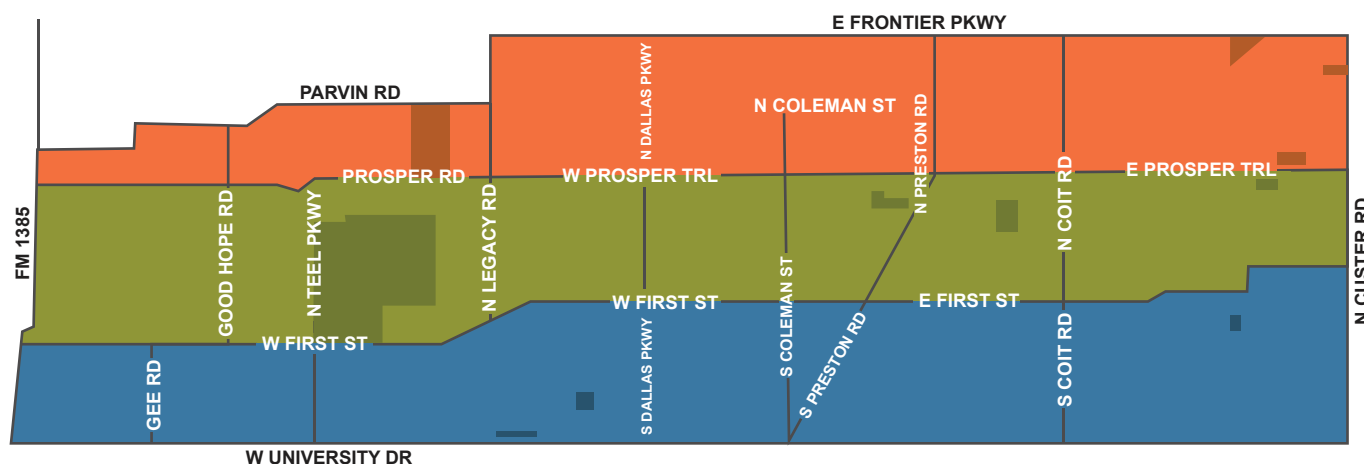 E FRONTIER PKWY
PARVIN RD
N DALLAS PKWY
N COLEMAN ST
N PRESTON RD
PROSPER RD
W PROSPER TRL
E PROSPER TRL
FM 1385
GOOD HOPE RD
N TEEL PKWY
N LEGACY RD
N COIT RD
N CUSTER RD
W FIRST ST
E FIRST ST
W FIRST ST
GEE RD
S DALLAS PKWY
S COLEMAN ST
S PRESTON RD
S COIT RD
W UNIVERSITY DR